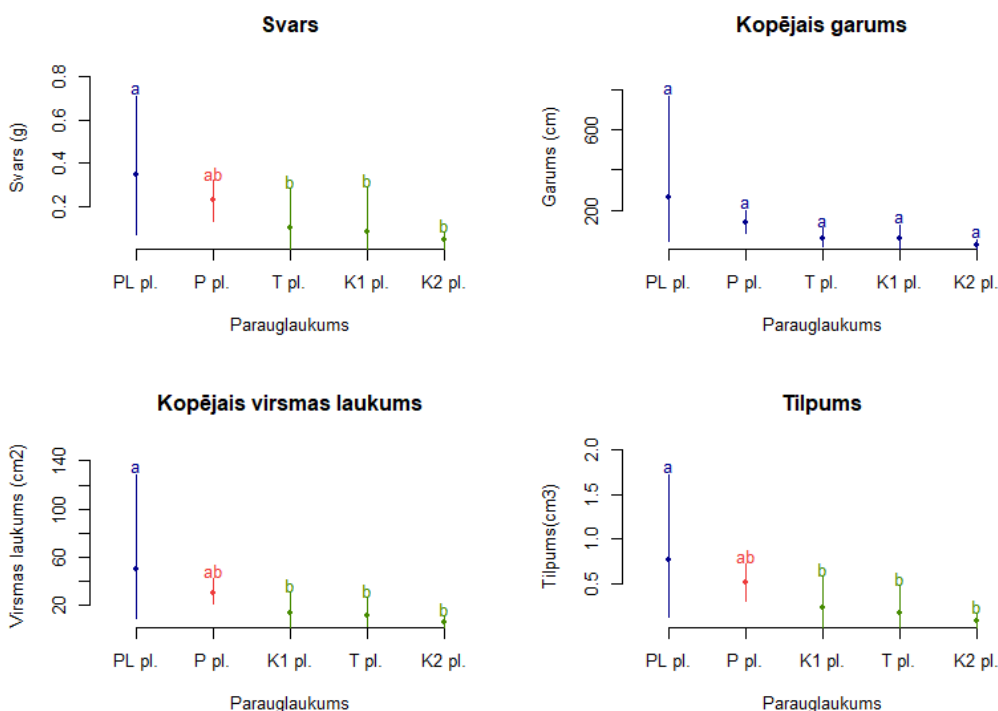 Svars
Svars (g)
0.8
0.6
0.4
0.2
a
ab
b
b
b
PL pl. P pl. T pl. K1 pl. K2 pl.
Parauglaukums
Kopējais garums
Garums (cm)
600
200
a
a
a
a
a
PL pl. P pl. T pl. K1 pl. K2 pl.
Parauglaukums
Kopējais virsmas laukums
Virsmas laukums (cm2)
140
100
60
20
a
ab
b
b
b
PL pl. P pl. K1 pl. T pl. K2 pl.
Parauglaukums
Tilpums
Tilpums(cm3)
2.0
1.5
1.0
0.5
a
ab
b
b
b
PL pl. P pl. K1 pl. T pl. K2 pl.
Parauglaukums